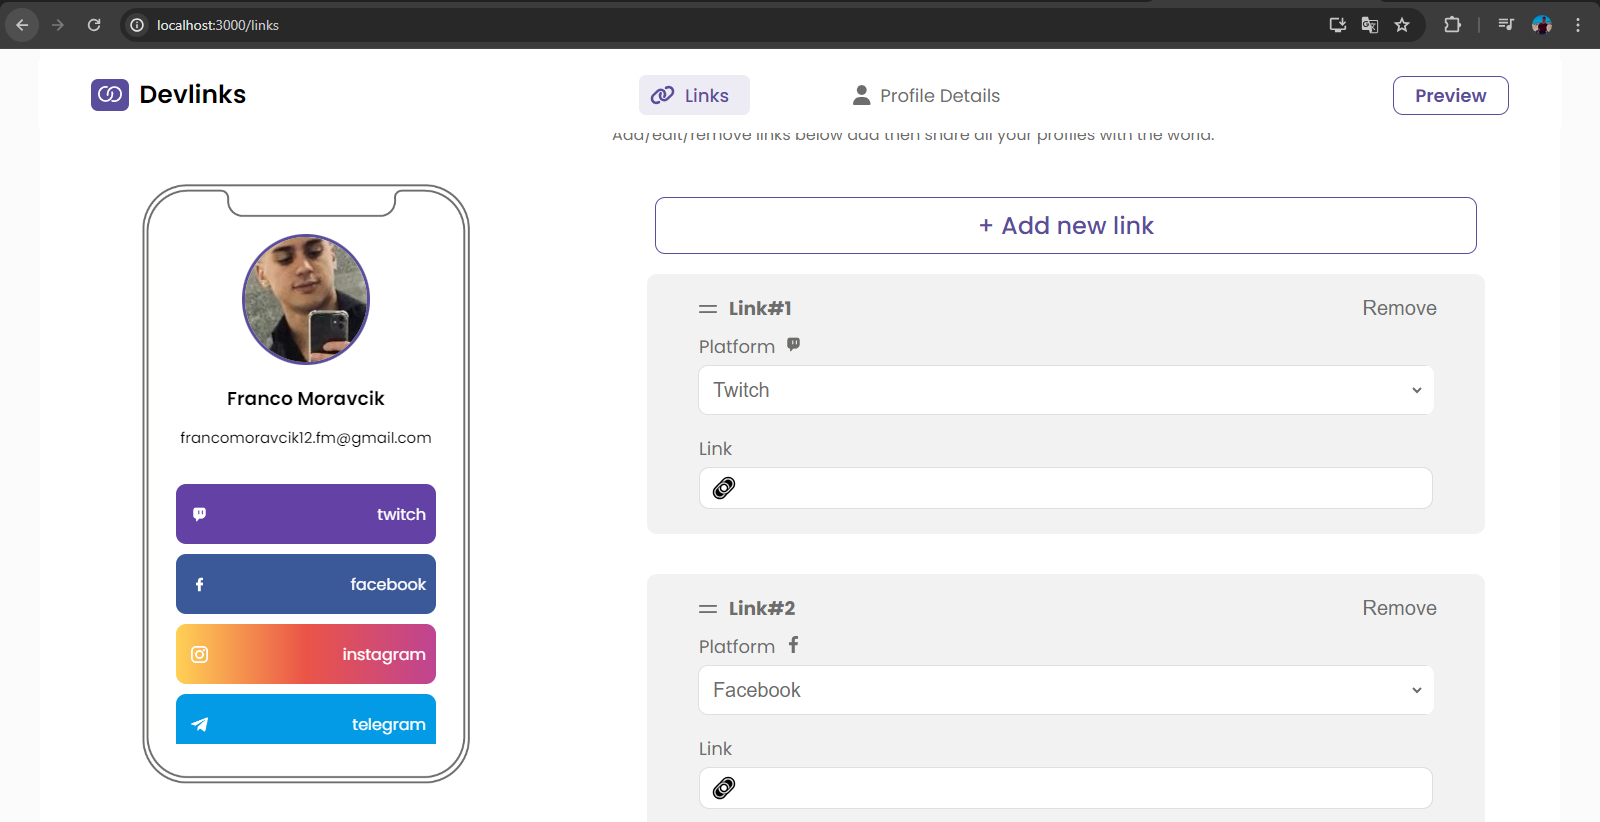 localhost:3000/links
Devlinks
Links
Profile Details
Preview
Add/edit/remove links below add then share all your profiles with the world.
+ Add new link
Franco Moravcik
francomoravcik12.fm@gmail.com
twitch
facebook
instagram
telegram
Link#1
Remove
Platform
Twitch
Link
Link#2
Remove
Platform
Facebook
Link